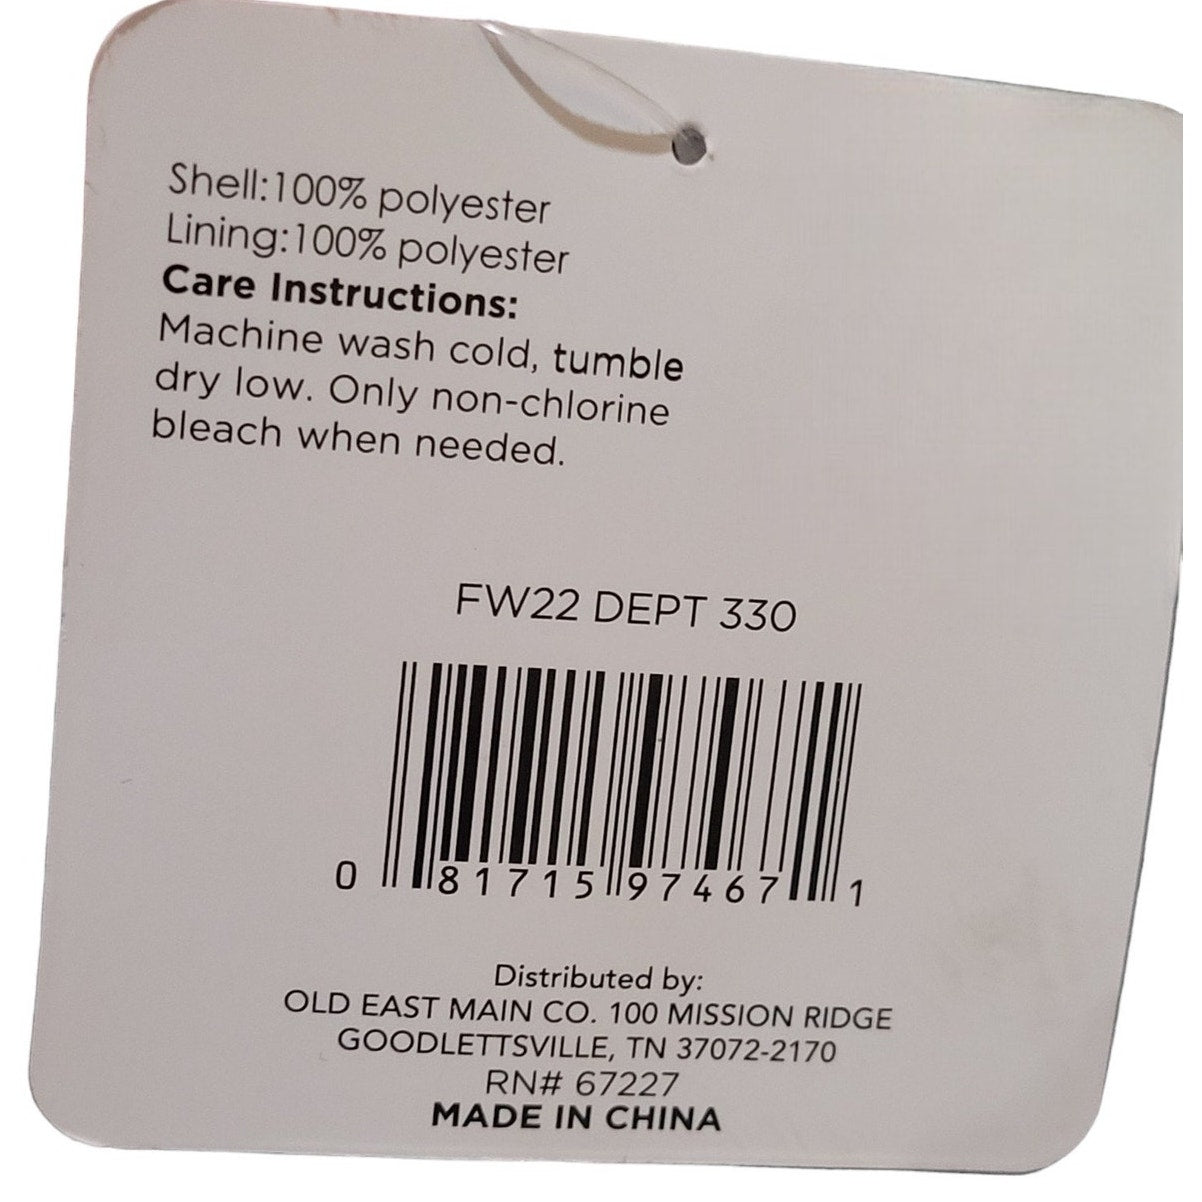 Shell:100% polyester
Lining:100% polyester
Care Instructions:
Machine wash cold, tumble
dry low. Only non-chlorine
bleach when needed.
FW22 DEPT 330
0 81715 97467 1
Distributed by:
OLD EAST MAIN CO. 100 MISSION RIDGE
GOODLETTSVILLE, TN 37072-2170
RN# 67227
MADE IN CHINA